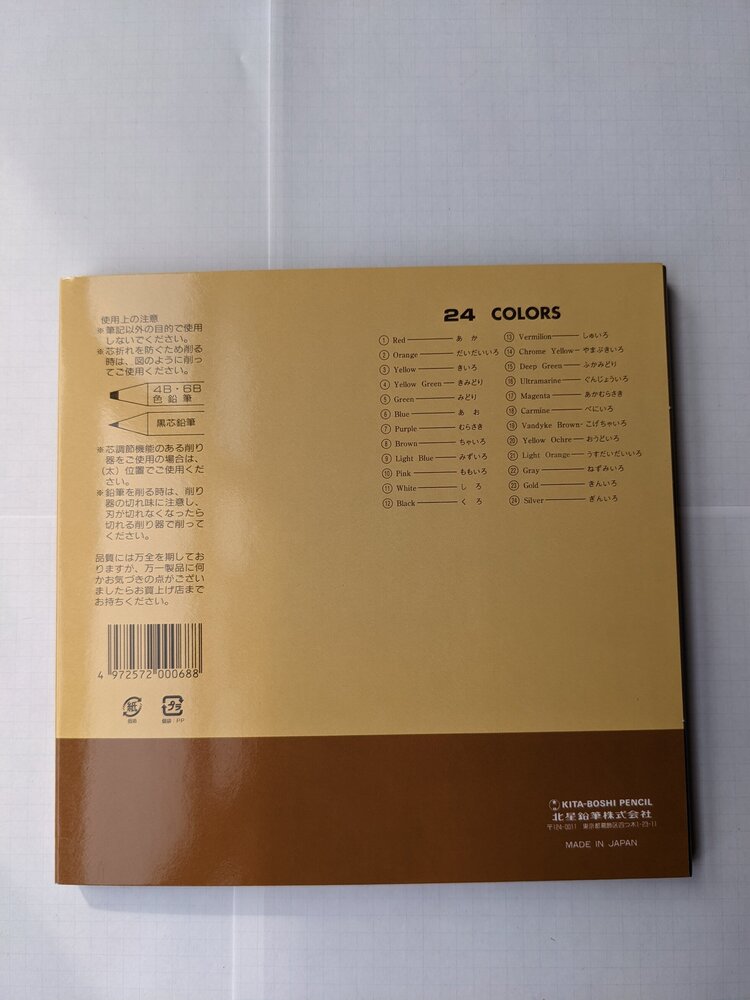 使用上の注意
※筆記以外の目的で使用
しないでください。
※芯折れを防ぐため削る
時は、図のように削っ
てご使用ください。
4B・6B
色鉛筆
黒芯鉛筆
※芯調節機能のある削り
器をご使用の場合は、
(太)位置でご使用くだ
さい。
※鉛筆を削る時は、削り
器の切れ味に注意し、
刃が切れなくなったら
切れる削り器で削って
ください。
品質には万全を期してお
りますが、万一製品に何
かお気づきの点がござい
ましたらお買上げ店まで
お持ちください。
4 972572 000688
紙
プラ
個袋 PP
24 COLORS
① Red あか
② Orange だいだいいろ
③ Yellow きいろ
④ Yellow Green きみどり
⑤ Green みどり
⑥ Blue あお
⑦ Purple むらさき
⑧ Brown ちゃいろ
⑨ Light Blue みずいろ
⑩ Pink ももいろ
⑪ White しろ
⑫ Black くろ
⑬ Vermilion しゅいろ
⑭ Chrome Yellow やまぶきいろ
⑮ Deep Green ふかみどり
⑯ Ultramarine ぐんじょういろ
⑰ Magenta あかむらさき
⑱ Carmine べにいろ
⑲ Vandyke Brown こげちゃいろ
⑳ Yellow Ochre おうどいろ
㉑ Light Orange うすだいだいいろ
㉒ Gray ねずみいろ
㉓ Gold きんいろ
㉔ Silver ぎんいろ
KITA-BOSHI PENCIL
北星鉛筆株式会社
〒124-0011 東京都葛飾区四つ木1-23-11
MADE IN JAPAN